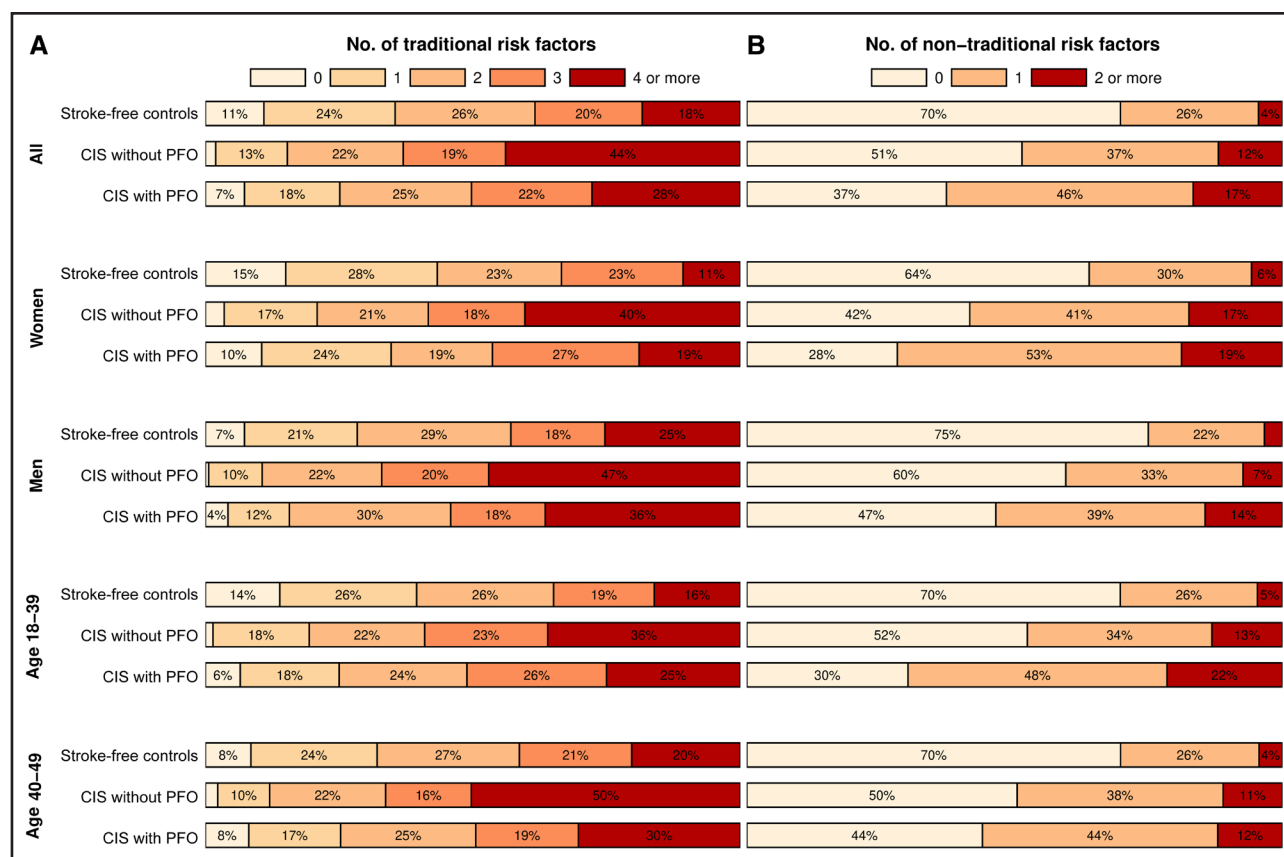 A No. of traditional risk factors B No. of non−traditional risk factors
0 1 2 3 4 or more 0 1 2 or more
All
Stroke-free controls 11% 24% 26% 20% 18% 70% 26% 4%
CIS without PFO 13% 22% 19% 44% 51% 37% 12%
CIS with PFO 7% 18% 25% 22% 28% 37% 46% 17%
Women
Stroke-free controls 15% 28% 23% 23% 11% 64% 30% 6%
CIS without PFO 17% 21% 18% 40% 42% 41% 17%
CIS with PFO 10% 24% 19% 27% 19% 28% 53% 19%
Men
Stroke-free controls 7% 21% 29% 18% 25% 75% 22%
CIS without PFO 10% 22% 20% 47% 60% 33% 7%
CIS with PFO 4% 12% 30% 18% 36% 47% 39% 14%
Age 18−39
Stroke-free controls 14% 26% 26% 19% 16% 70% 26% 5%
CIS without PFO 18% 22% 23% 36% 52% 34% 13%
CIS with PFO 6% 18% 24% 26% 25% 30% 48% 22%
Age 40−49
Stroke-free controls 8% 24% 27% 21% 20% 70% 26% 4%
CIS without PFO 10% 22% 16% 50% 50% 38% 11%
CIS with PFO 8% 17% 25% 19% 30% 44% 44% 12%